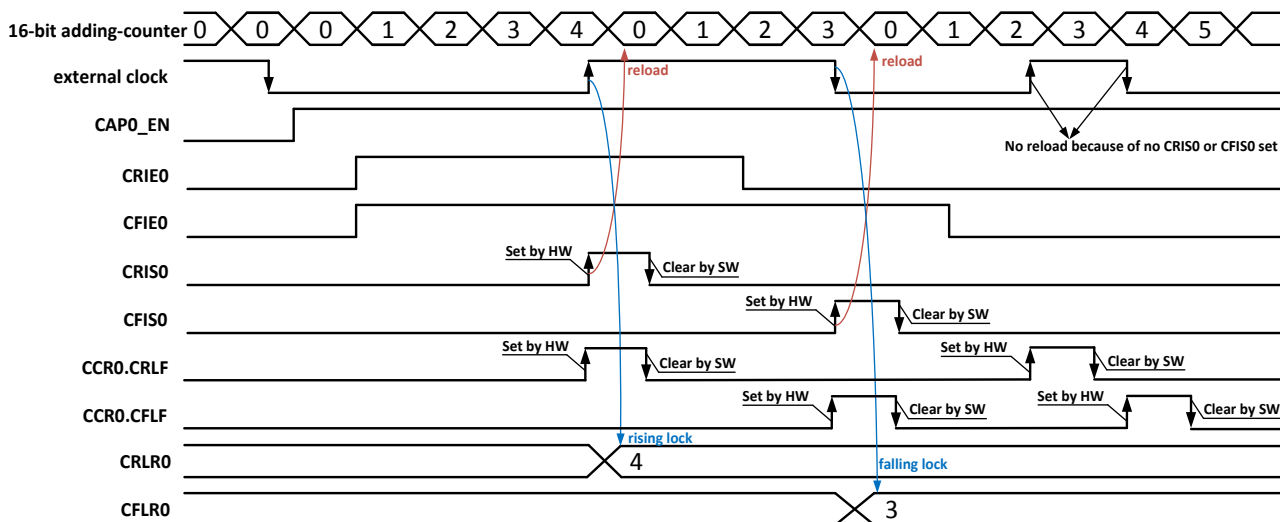 16-bit adding-counter 0 0 0 1 2 3 4 0 1 2 3 0 1 2 3 4 5
external clock reload reload
CAP0_EN
No reload because of no CRIS0 or CFIS0 set
CRIE0
CFIE0
CRIS0 Set by HW Clear by SW
CFIS0 Set by HW Clear by SW
CCR0.CRLF Set by HW Clear by SW Set by HW Clear by SW
CCR0.CFLF Set by HW Clear by SW Set by HW Clear by SW
CRLR0 rising lock 4 falling lock
CFLR0 3